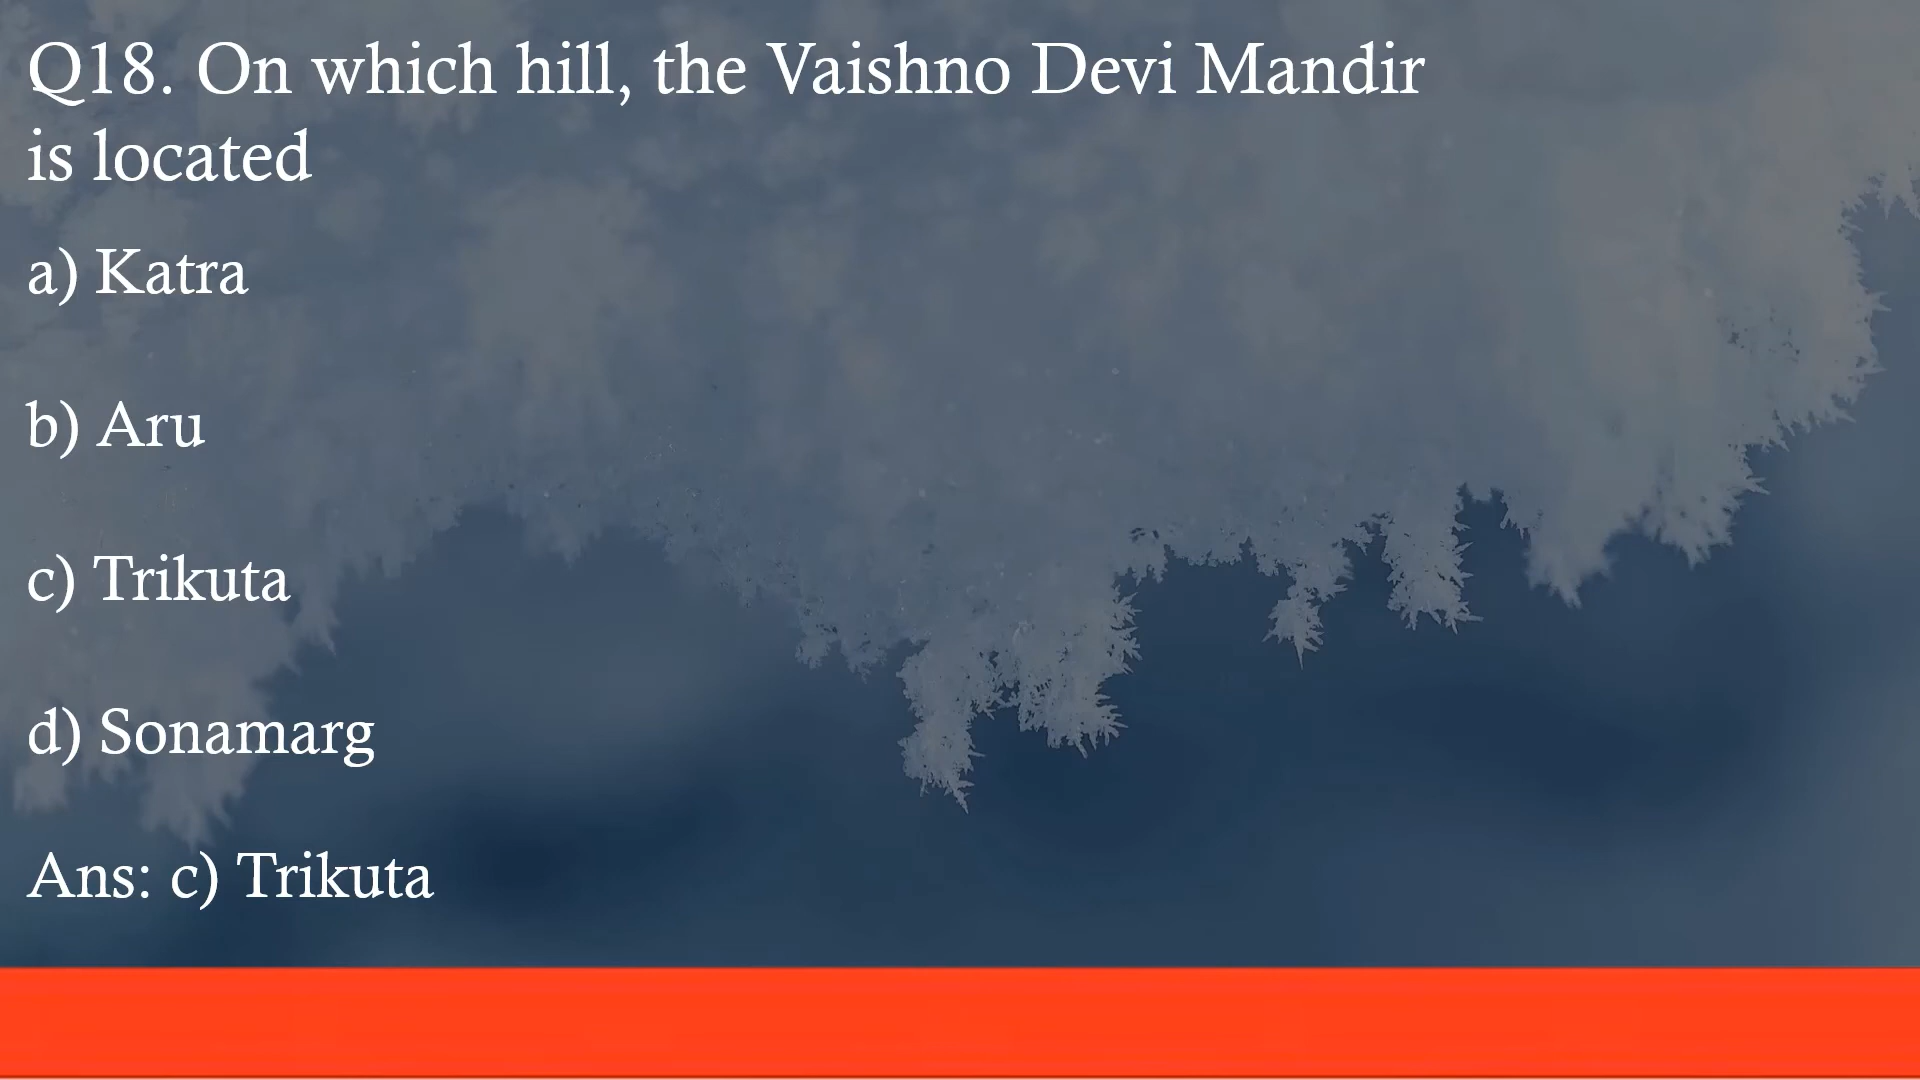 Q18. On which hill, the Vaishno Devi Mandir
is located
a) Katra
b) Aru
c) Trikuta
d) Sonamarg
Ans: c) Trikuta